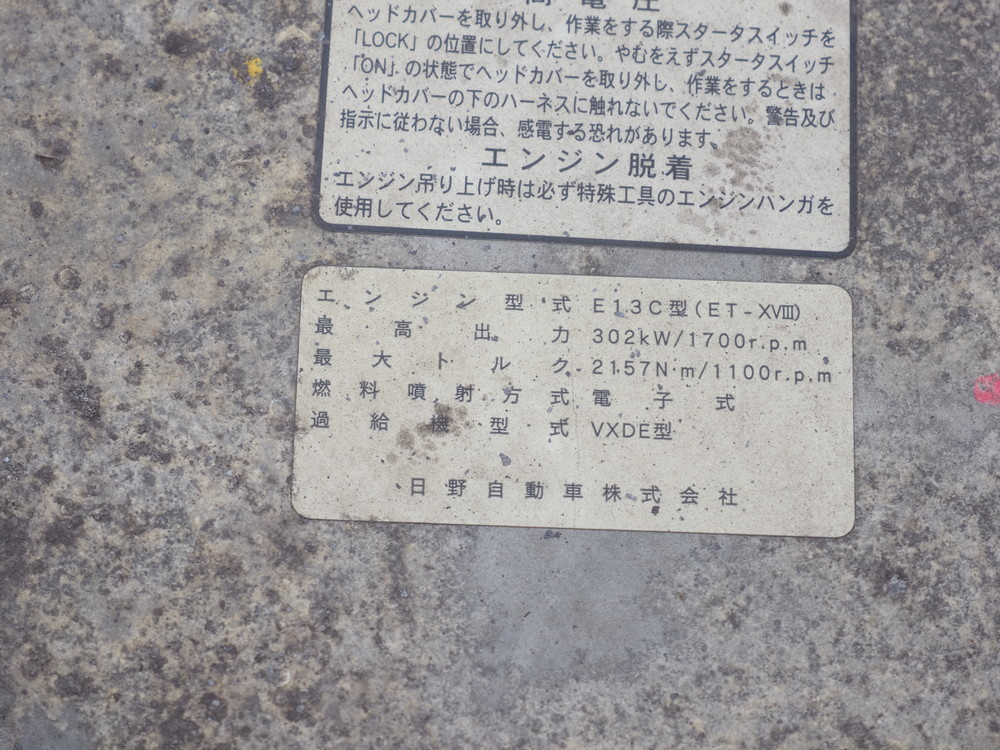 高電圧
ヘッドカバーを取り外し、作業をする際スタータスイッチを
「LOCK」の位置にしてください。やむをえずスタータスイッチ
「ON」の状態でヘッドカバーを取り外し、作業をするときは
ヘッドカバーの下のハーネスに触れないでください。警告及び
指示に従わない場合、感電する恐れがあります。
エンジン脱着
エンジン吊り上げ時は必ず特殊工具のエンジンハンガを
使用してください。
エンジン型式 E13C型(ET-XVIII)
最高出力 302kW/1700r.p.m
最大トルク 2157N·m/1100r.p.m
燃料噴射方式 電子式
過給機型式 VXDE型
日野自動車株式会社